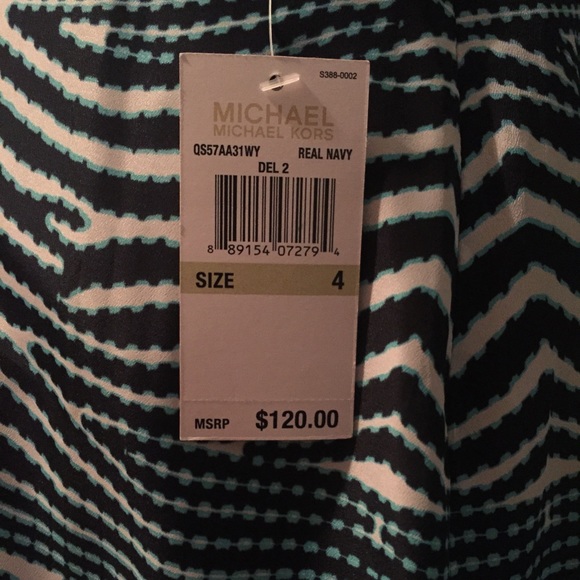 S388-0002
MICHAEL
MICHAEL KORS
QS57AA31WY REAL NAVY
DEL 2
8 89154 07279 4
SIZE 4
MSRP $120.00